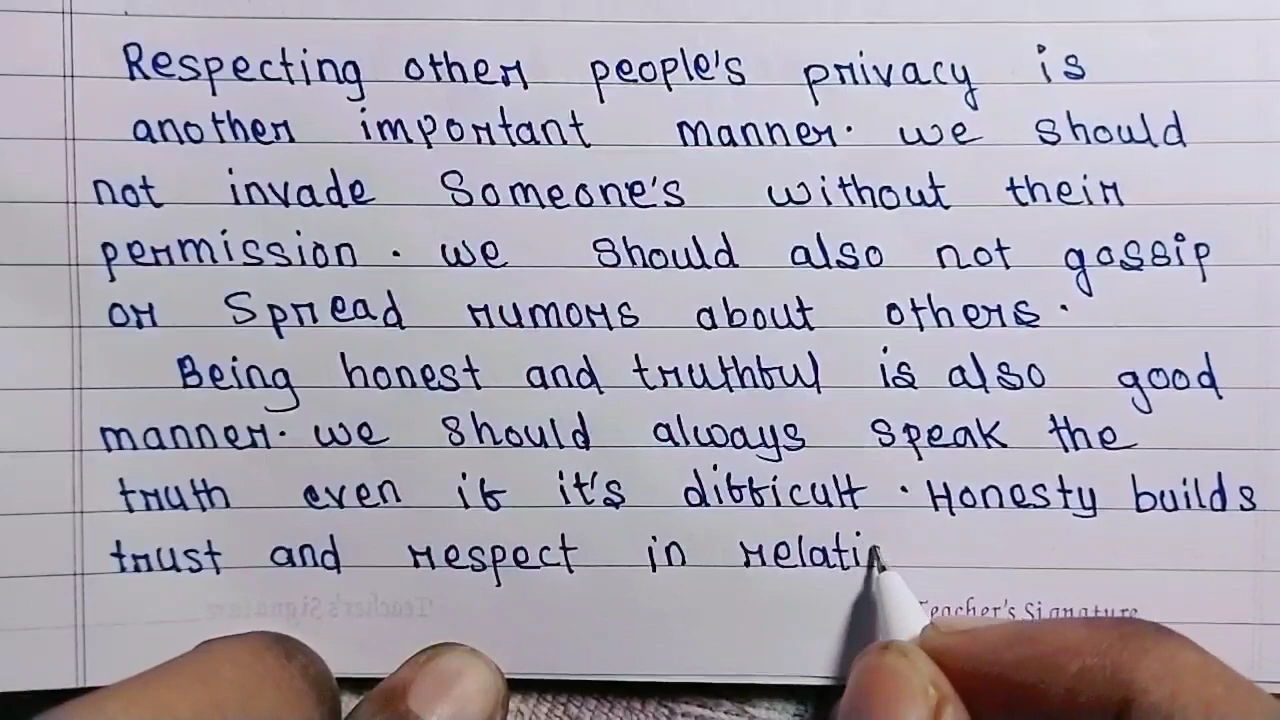 Respecting other people's privacy is
another important manner. we should
not invade Someone's without their
permission. we should also not gossip
or Spread rumors about others.
Being honest and truthful is also good
manner. we should always speak the
truth even if it's difficult. Honesty builds
trust and respect in relati
Teacher's Signature